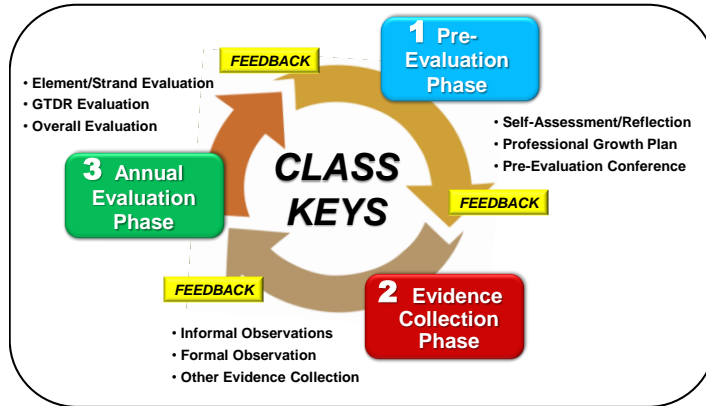 1 Pre-
Evaluation
Phase
FEEDBACK
• Self-Assessment/Reflection
• Professional Growth Plan
• Pre-Evaluation Conference
FEEDBACK
2 Evidence
Collection
Phase
• Informal Observations
• Formal Observation
• Other Evidence Collection
FEEDBACK
3 Annual
Evaluation
Phase
• Element/Strand Evaluation
• GTDR Evaluation
• Overall Evaluation
CLASS
KEYS